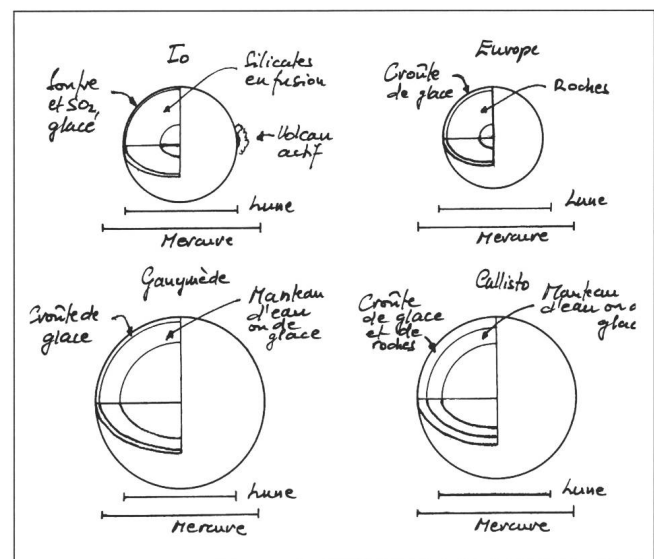 Io
Soufre
et SO2
glacé
Silicates
en fusion
Volcan
actif
Lune
Mercure
Europe
Croûte
de glace
Roches
Lune
Mercure
Ganymède
Croûte de
glace
Manteau
d'eau
ou de
glace
Lune
Mercure
Callisto
Croûte
de glace
et de
roches
Manteau
d'eau ou d
glac
Lune
Mercure